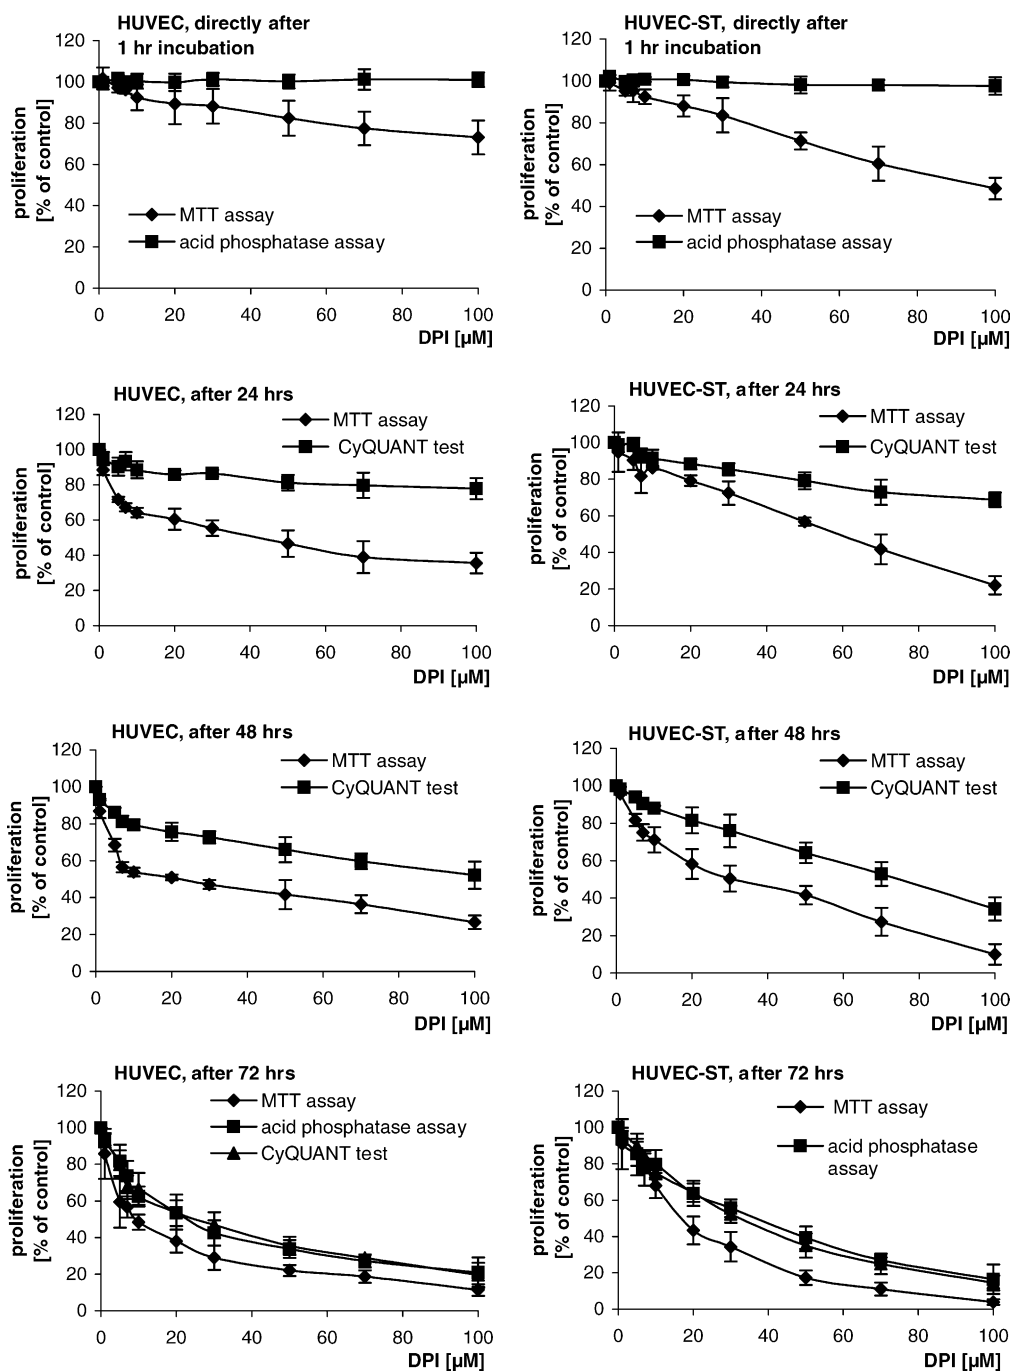 HUVEC, directly after
1 hr incubation
120
100
80
60
40
20
0
proliferation
[% of control]
MTT assay
acid phosphatase assay
0 20 40 60 80 100
DPI [µM]
HUVEC-ST, directly after
1 hr incubation
120
100
80
60
40
20
0
proliferation
[% of control]
MTT assay
acid phosphatase assay
0 20 40 60 80 100
DPI [µM]
HUVEC, after 24 hrs
120
100
80
60
40
20
0
proliferation
[% of control]
MTT assay
CyQUANT test
0 20 40 60 80 100
DPI [µM]
HUVEC-ST, after 24 hrs
120
100
80
60
40
20
0
proliferation
[% of control]
MTT assay
CyQUANT test
0 20 40 60 80 100
DPI [µM]
HUVEC, after 48 hrs
120
100
80
60
40
20
0
proliferation
[% of control]
MTT assay
CyQUANT test
0 20 40 60 80 100
DPI [µM]
HUVEC-ST, after 48 hrs
120
100
80
60
40
20
0
proliferation
[% of control]
MTT assay
CyQUANT test
0 20 40 60 80 100
DPI [µM]
HUVEC, after 72 hrs
120
100
80
60
40
20
0
proliferation
[% of control]
MTT assay
acid phosphatase assay
CyQUANT test
0 20 40 60 80 100
DPI [µM]
HUVEC-ST, after 72 hrs
120
100
80
60
40
20
0
proliferation
[% of control]
MTT assay
acid phosphatase
assay
0 20 40 60 80 100
DPI [µM]